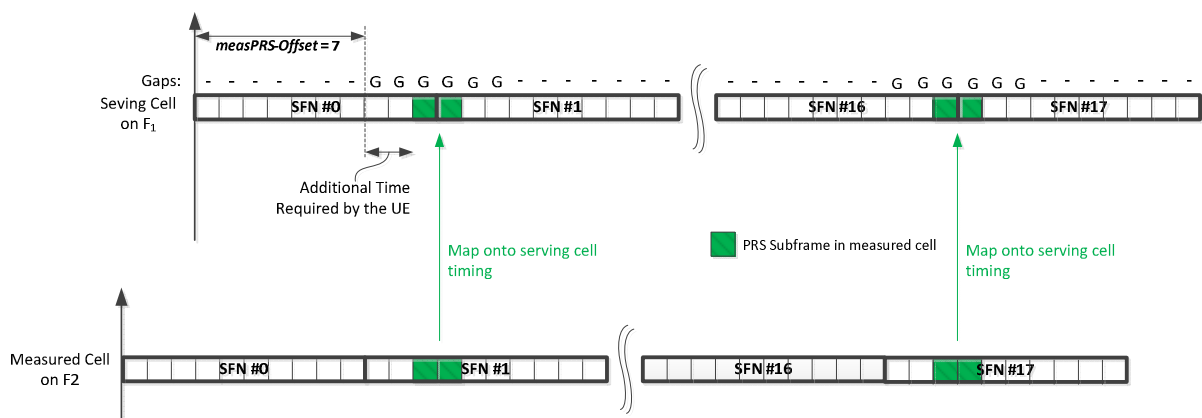 measPRS-Offset = 7
Gaps: - - - - - - - G G G G G G - - - - - - - - - - - - - - G G G G G G - - - - - - -
Seving Cell
on F1
SFN #0 SFN #1 SFN #16 SFN #17
Additional Time
Required by the UE
Map onto serving cell
timing
PRS Subframe in measured cell
Map onto serving cell
timing
Measured Cell
on F2
SFN #0 SFN #1 SFN #16 SFN #17